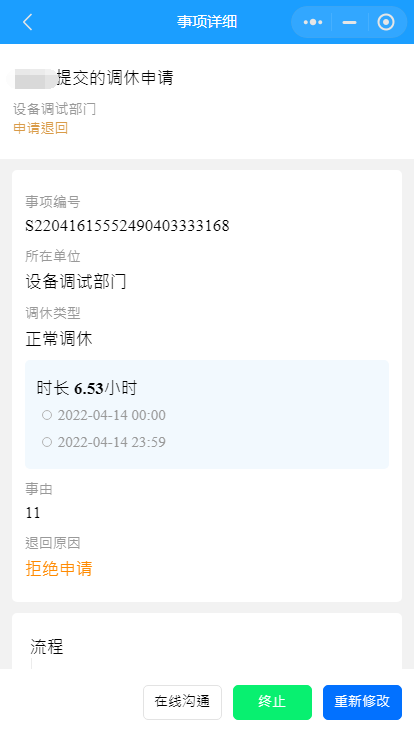 事项详细
提交的调休申请
设备调试部门
申请退回
事项编号
S22041615552490403333168
所在单位
设备调试部门
调休类型
正常调休
时长 6.53小时
2022-04-14 00:00
2022-04-14 23:59
事由
11
退回原因
拒绝申请
流程
在线沟通
终止
重新修改